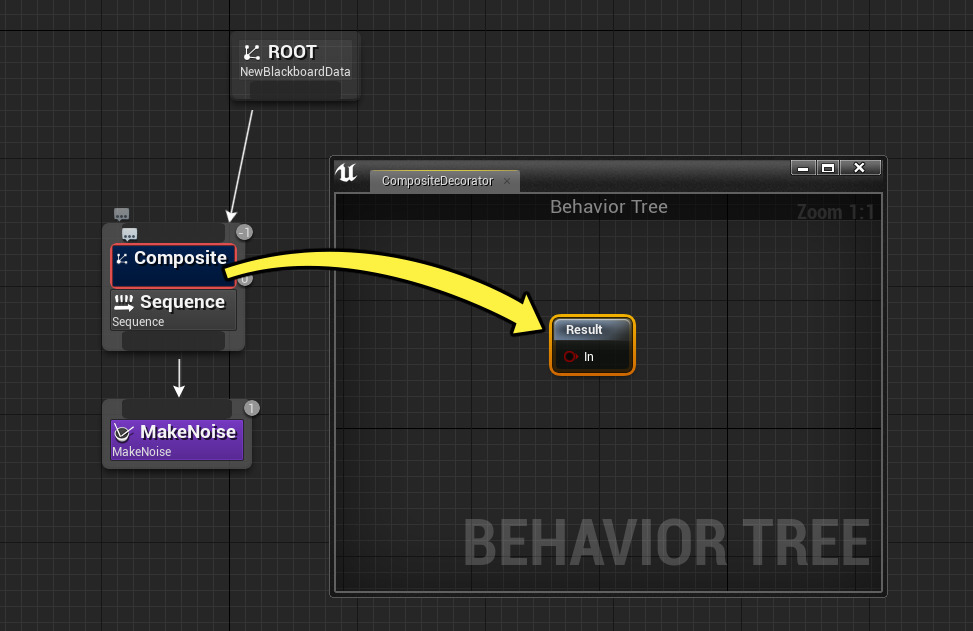 ROOT
NewBlackboardData
CompositeDecorator
Behavior Tree
Zoom 1:1
-1
Composite
0
Sequence
Sequence
Result
In
1
MakeNoise
MakeNoise
BEHAVIOR TREE